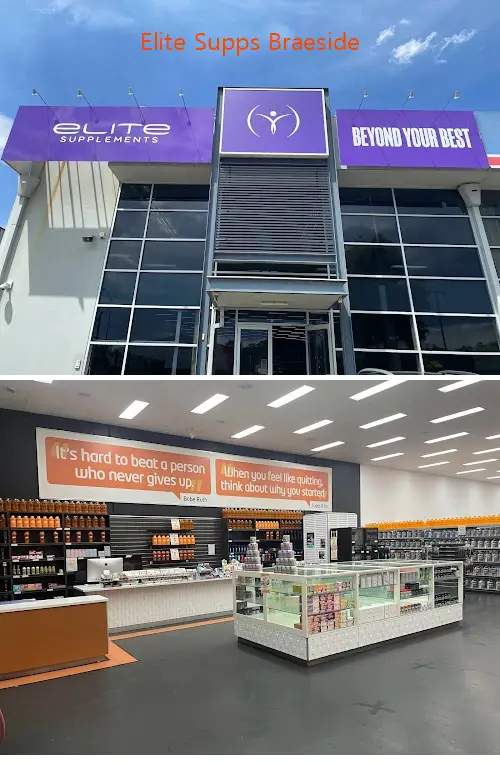 Elite Supps Braeside
eLITE
SUPPLEMENTS
BEYOND YOUR BEST
It's hard to beat a person
who never gives up.
Babe Ruth
When you feel like quitting,
think about why you started.